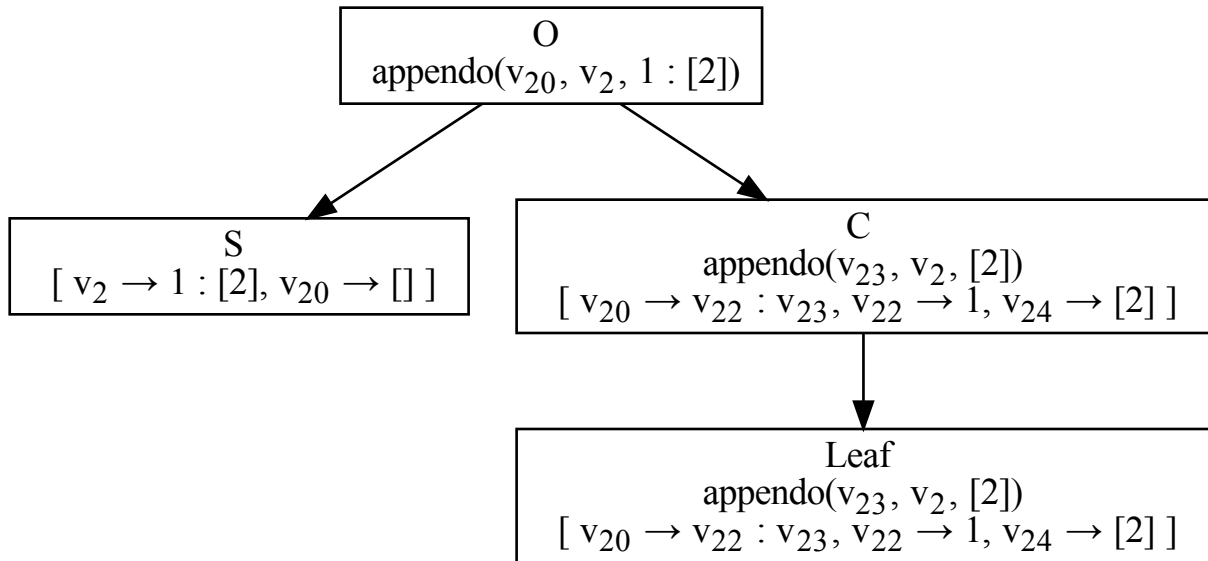 O
appendo(v₂₀, v₂, 1 : [2])
S
[ v₂ → 1 : [2], v₂₀ → [] ]
C
appendo(v₂₃, v₂, [2])
[ v₂₀ → v₂₂ : v₂₃, v₂₂ → 1, v₂₄ → [2] ]
Leaf
appendo(v₂₃, v₂, [2])
[ v₂₀ → v₂₂ : v₂₃, v₂₂ → 1, v₂₄ → [2] ]